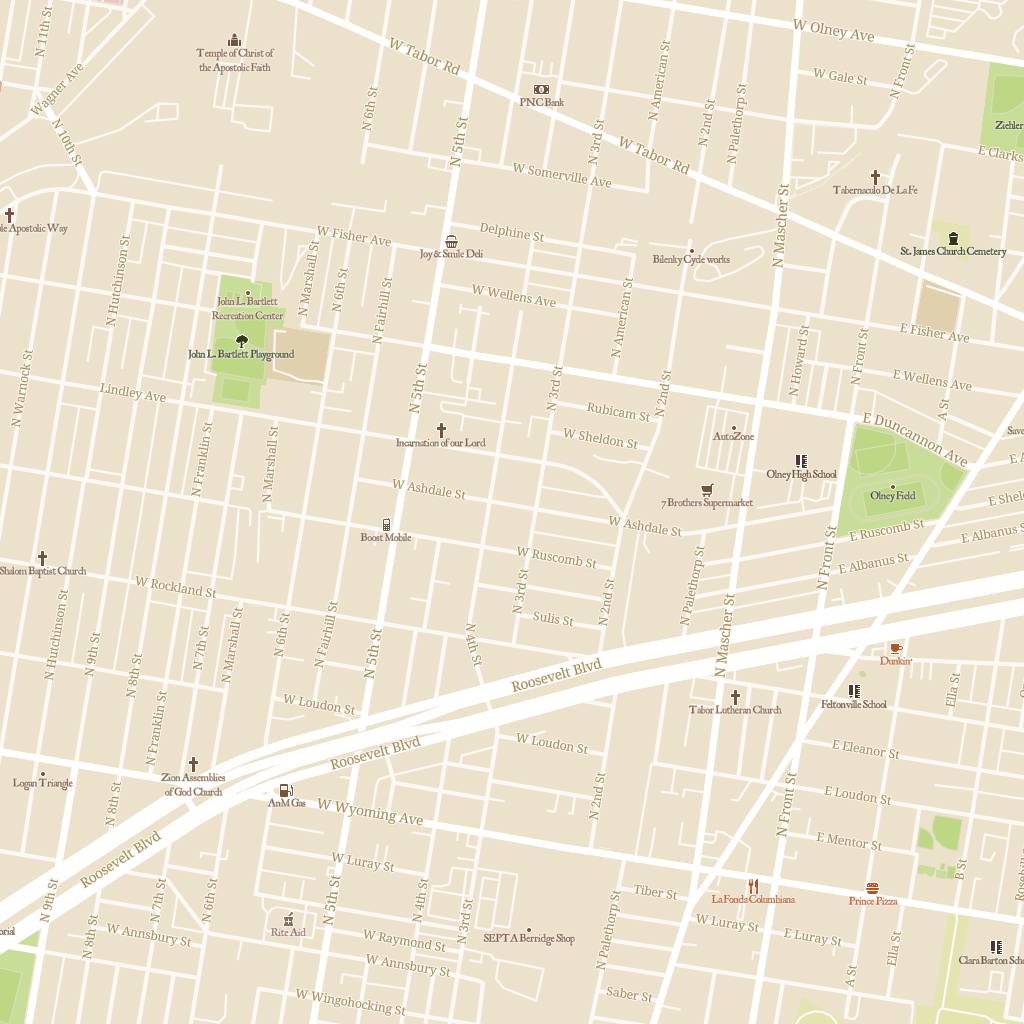 N 11th St
Wagner Ave
N 10th St
Temple of Christ of
the Apostolic Faith
W Tabor Rd
N 6th St
N 5th St
PNC Bank
N American St
N 3rd St
W Somerville Ave
W Tabor Rd
N 2nd St
N Palethorp St
W Olney Ave
W Gale St
N Front St
Ziehler
E Clarks
Tabernaculo De La Fe
St. James Church Cemetery
N Mascher St
le Apostolic Way
N Hutchinson St
W Fisher Ave
Joy & Smile Deli
Delphine St
Bilenky Cycle works
John L. Bartlett
Recreation Center
John L. Bartlett Playground
N Marshall St
N 6th St
N Fairhill St
W Wellens Ave
N American St
N Howard St
N Front St
E Fisher Ave
E Wellens Ave
A St
N Warnock St
Lindley Ave
N 5th St
N 3rd St
Rubicam St
N 2nd St
W Sheldon St
AutoZone
E Duncannon Ave
Save
E A
Incarnation of our Lord
N Franklin St
N Marshall St
Olney High School
Olney Field
7 Brothers Supermarket
W Ashdale St
W Ashdale St
E Shel
E Ruscomb St
E Albanus St
E Albanus St
Boost Mobile
W Ruscomb St
N Front St
Shalom Baptist Church
W Rockland St
N 3rd St
Sulis St
N 2nd St
N Palethorp St
N Mascher St
N Hutchinson St
N 9th St
N 8th St
N 7th St
N Marshall St
N 6th St
N Fairhill St
N 5th St
N 4th St
Roosevelt Blvd
Dunkin'
Feltonville School
Ella St
Tabor Lutheran Church
N Franklin St
W Loudon St
Roosevelt Blvd
W Loudon St
E Eleanor St
Logan Triangle
Zion Assemblies
of God Church
AnM Gas
N 8th St
W Wyoming Ave
N 2nd St
N Front St
E Loudon St
E Mentor St
B St
Roosevelt Blvd
W Luray St
N 9th St
N 7th St
N 6th St
N 5th St
N 4th St
N 3rd St
Tiber St
La Fonda Columbiana
Prince Pizza
N Palethorp St
W Luray St
E Luray St
N 8th St
W Annsbury St
Rite Aid
W Raymond St
SEPTA Berridge Shop
W Annsbury St
Ella St
A St
Clara Barton Scho
orial
W Wingohocking St
Saber St